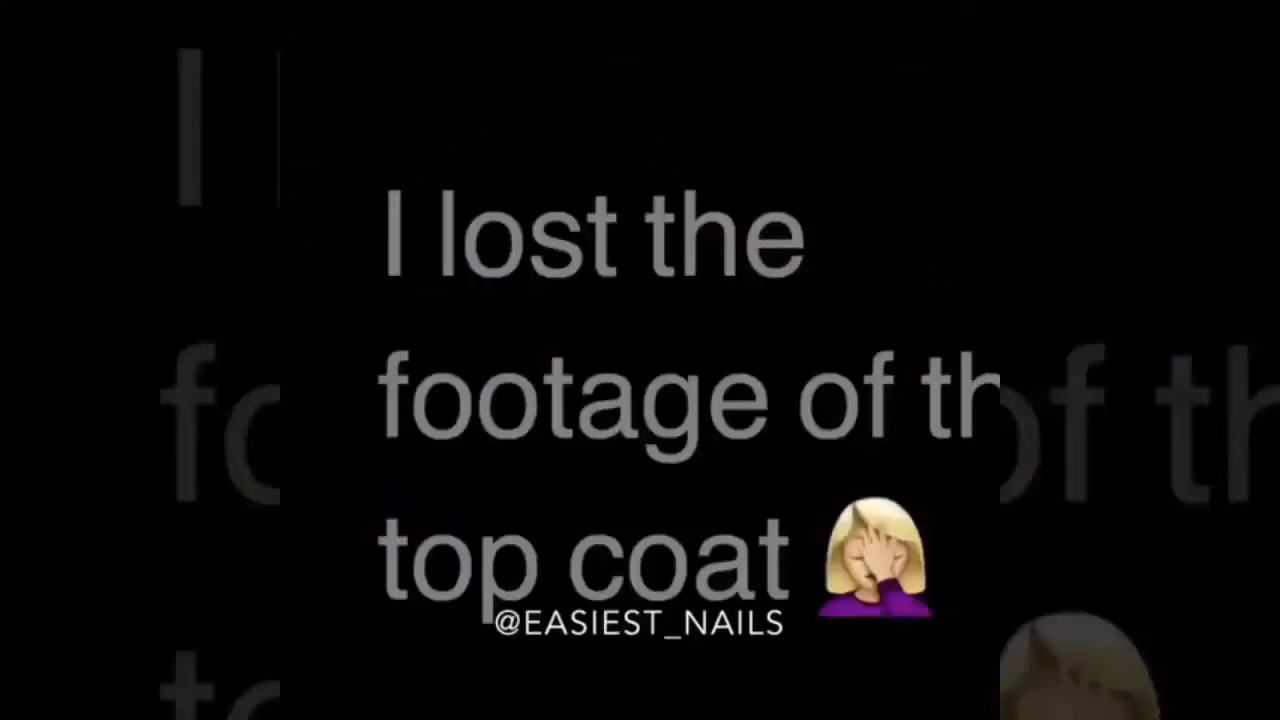 I lost the
footage of th
top coat 🤦🏼‍♀️
@EASIEST_NAILS